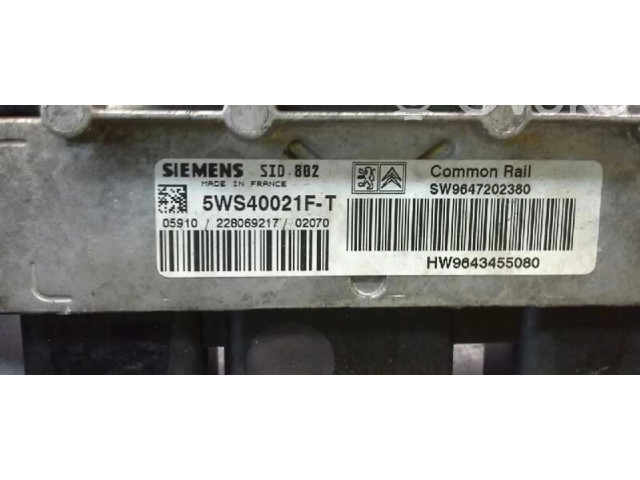 SIEMENS SID 802
MADE IN FRANCE
5WS40021F-T
05910 / 228069217 / 02070
Common Rail
SW9647202380
HW9643455080